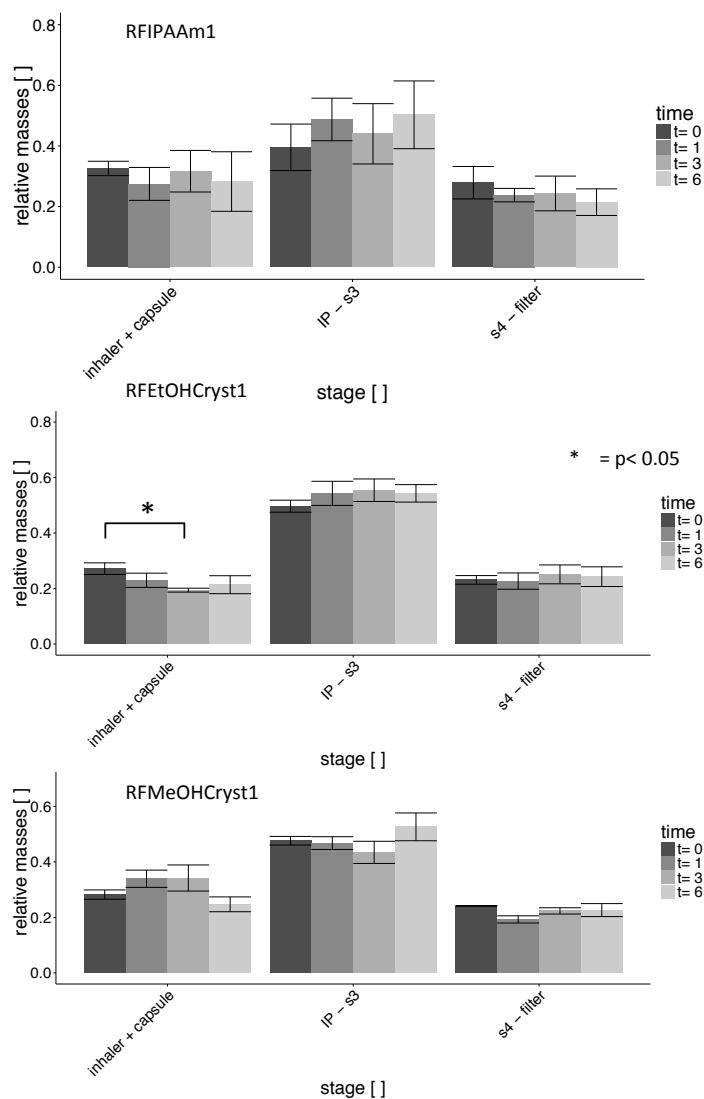 RFIPAAm1
0.8
0.6
0.4
0.2
0.0
relative masses [ ]
time
t= 0
t= 1
t= 3
t= 6
inhaler + capsule
IP − s3
s4 − filter
stage [ ]
RFEtOHCryst1
0.8
0.6
0.4
0.2
0.0
relative masses [ ]
*
* = p< 0.05
time
t= 0
t= 1
t= 3
t= 6
inhaler + capsule
IP − s3
s4 − filter
stage [ ]
RFMeOHCryst1
0.6
0.4
0.2
0.0
relative masses [ ]
time
t= 0
t= 1
t= 3
t= 6
inhaler + capsule
IP − s3
s4 − filter
stage [ ]